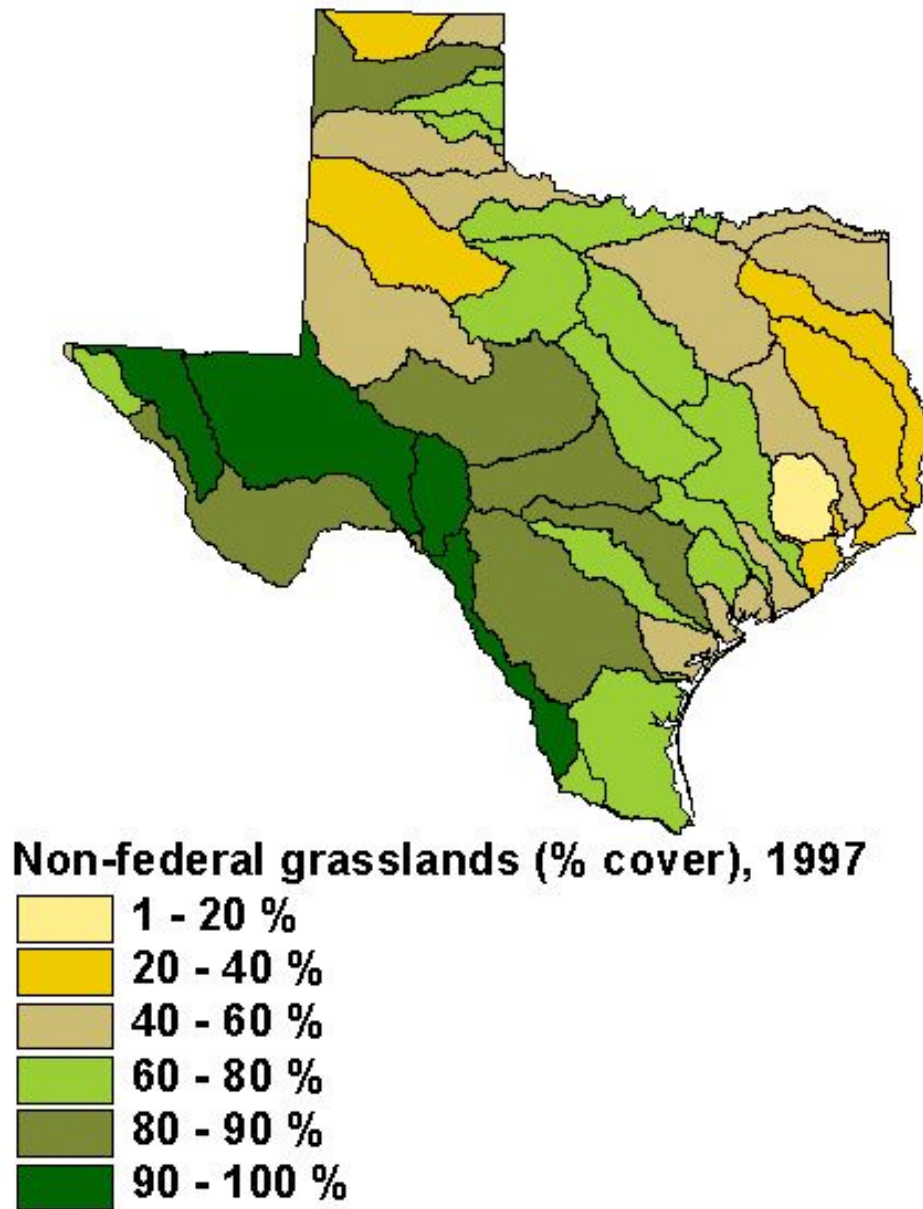 Non-federal grasslands (% cover), 1997
1 - 20 %
20 - 40 %
40 - 60 %
60 - 80 %
80 - 90 %
90 - 100 %